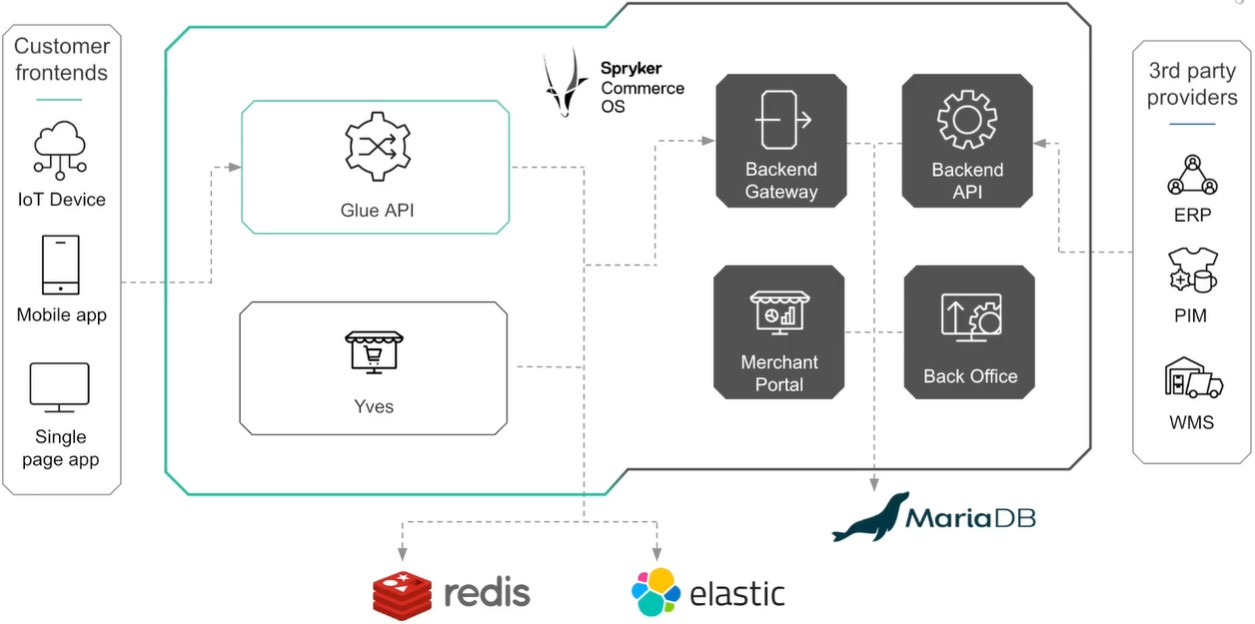 Customer
frontends
IoT Device
Mobile app
Single
page app
Spryker
Commerce
OS
Glue API
Yves
Backend
Gateway
Backend
API
Merchant
Portal
Back Office
3rd party
providers
ERP
PIM
WMS
MariaDB
redis
elastic